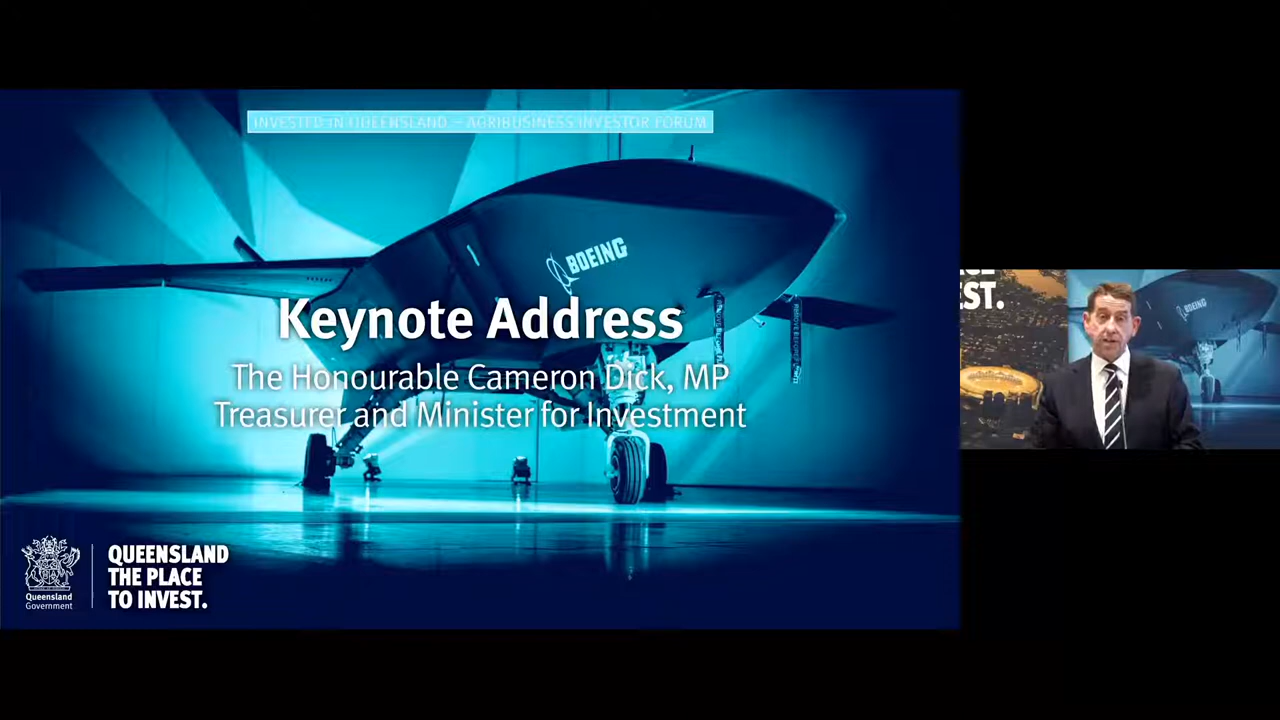 INVESTED IN QUEENSLAND – AGRIBUSINESS INVESTOR FORUM
BOEING
Keynote Address
The Honourable Cameron Dick, MP
Treasurer and Minister for Investment
Queensland
Government
QUEENSLAND
THE PLACE
TO INVEST.
ST.
BOEING